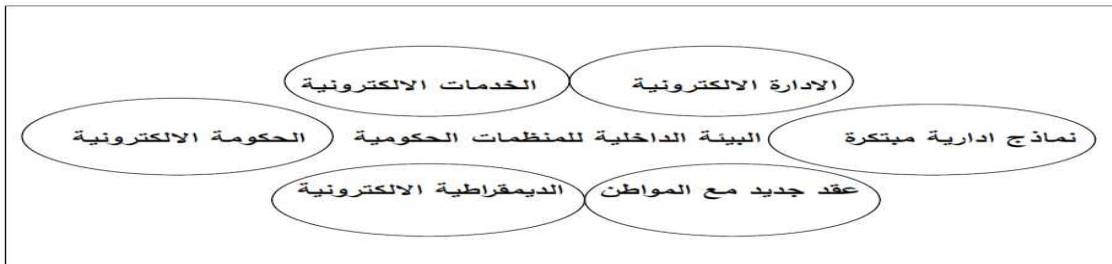 الادارة الالكترونية
الخدمات الالكترونية
نماذج ادارية مبتكرة
البيئة الداخلية للمنظمات الحكومية
الحكومة الالكترونية
عقد جديد مع المواطن
الديمقراطية الالكترونية